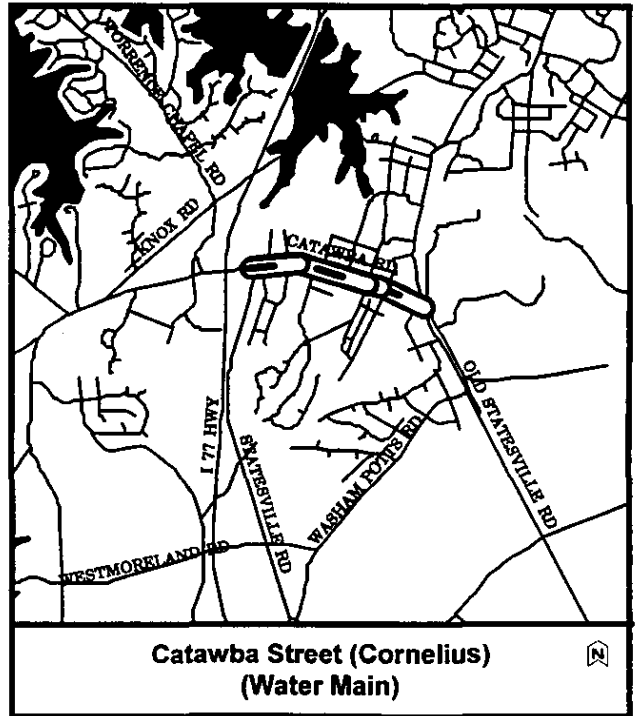 TORRENCE CHAPEL RD
KNOX RD
CATAWBA RD
I 77 HWY
STATESVILLE RD
WASHAM POTTS RD
OLD STATESVILLE RD
WESTMORELAND RD
Catawba Street (Cornelius)
(Water Main)
N